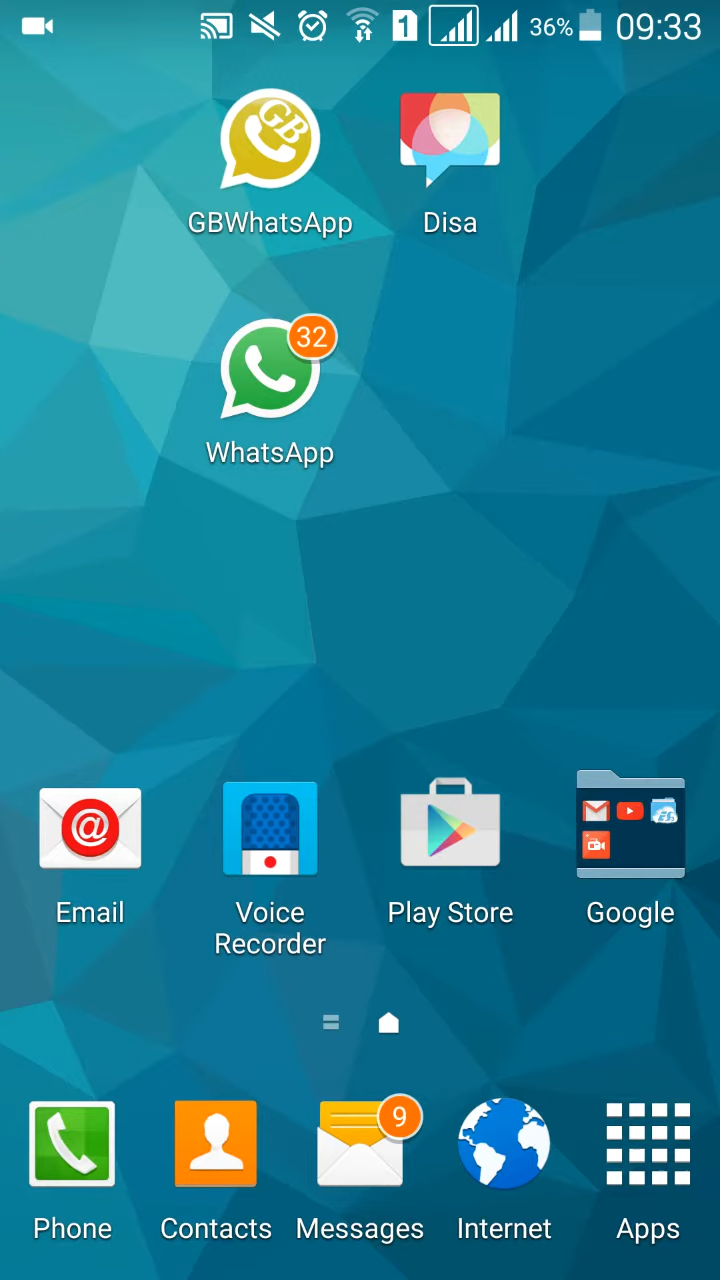 1
36%
09:33
GB
GBWhatsApp
Disa
32
WhatsApp
@
Email
Voice
Recorder
Play Store
Google
9
Phone
Contacts
Messages
Internet
Apps